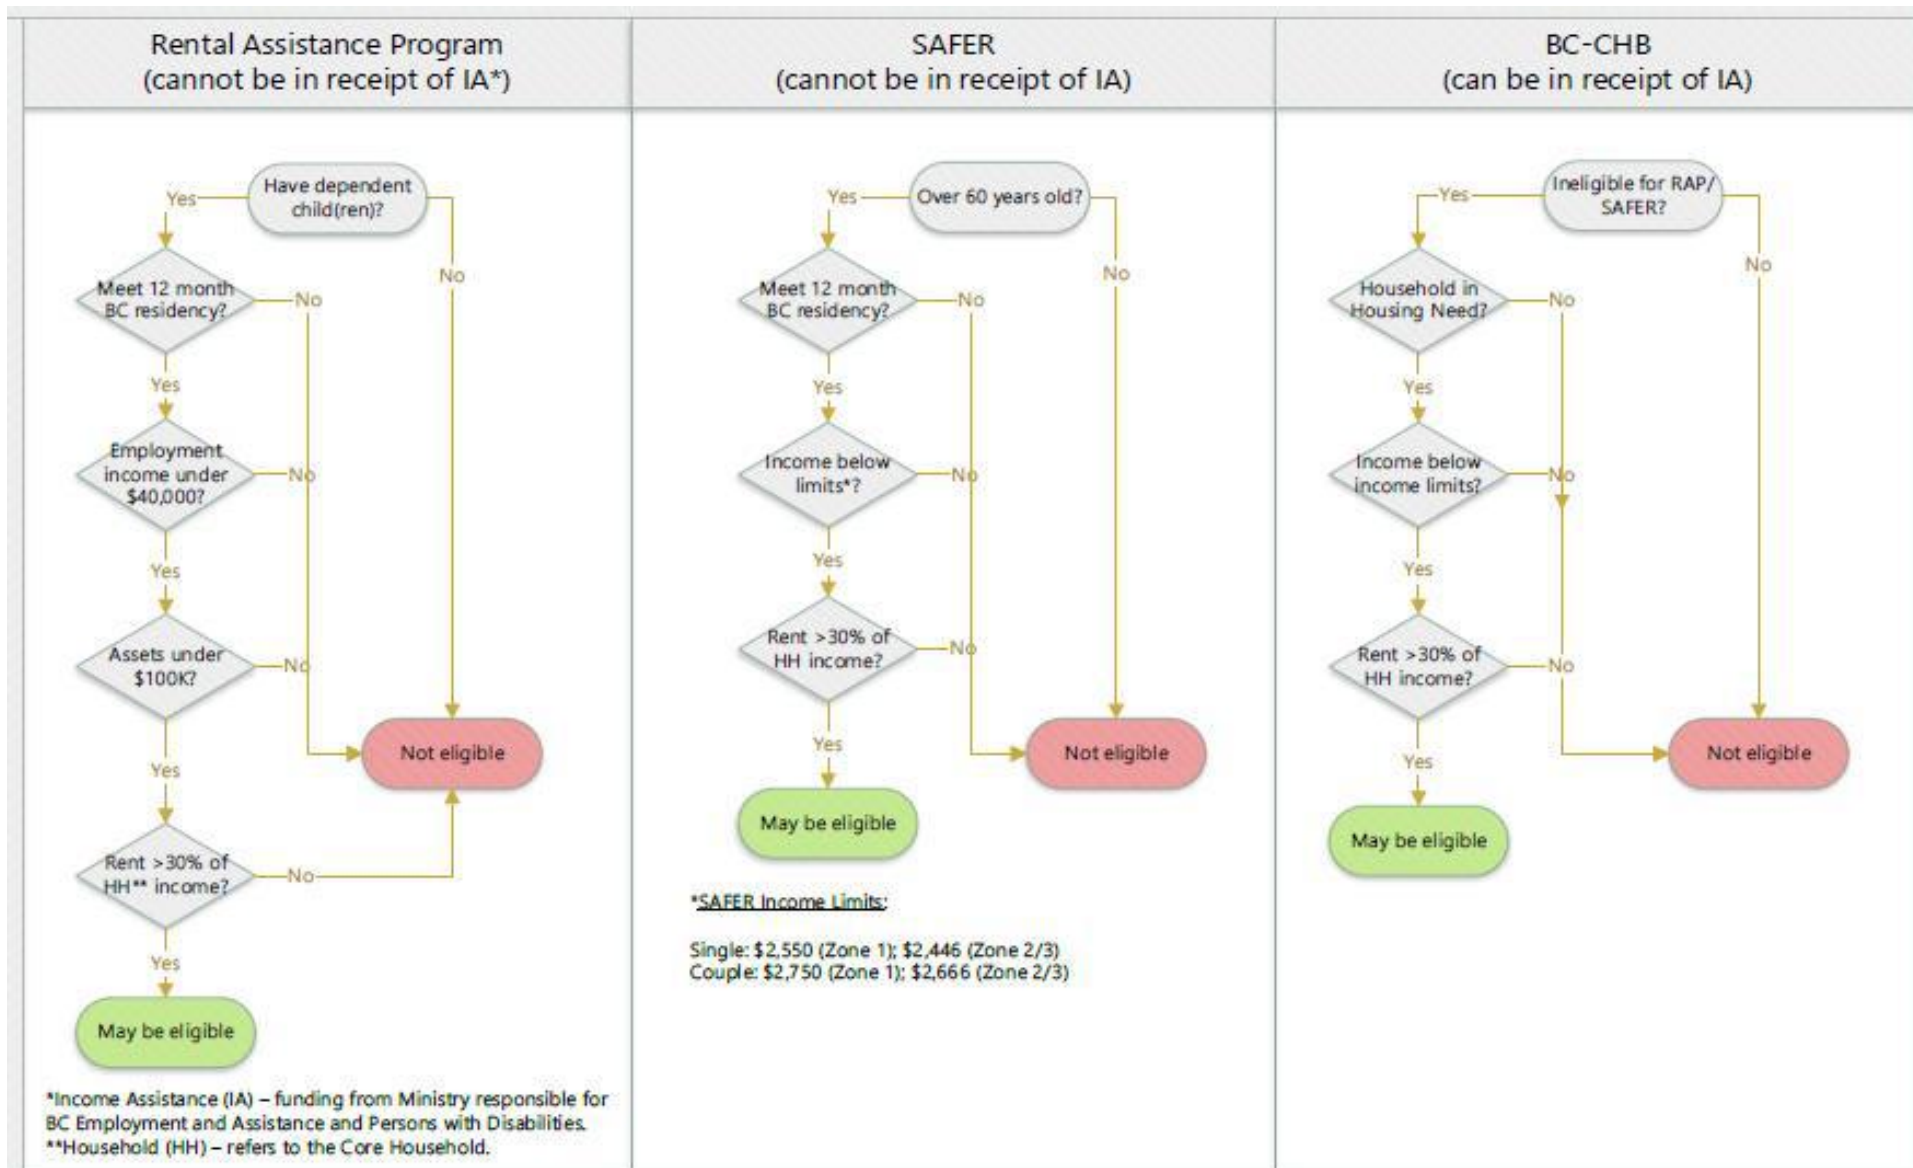 Rental Assistance Program
(cannot be in receipt of IA*)
Have dependent
child(ren)?
Yes
No
Meet 12 month
BC residency?
No
Yes
Employment
income under
$40,000?
No
Yes
Assets under
$100K?
No
Yes
Not eligible
Rent >30% of
HH** income?
No
Yes
May be eligible
*Income Assistance (IA) – funding from Ministry responsible for
BC Employment and Assistance and Persons with Disabilities.
**Household (HH) – refers to the Core Household.
SAFER
(cannot be in receipt of IA)
Over 60 years old?
Yes
No
Meet 12 month
BC residency?
No
Yes
Income below
limits*?
No
Yes
Rent >30% of
HH income?
No
Yes
Not eligible
May be eligible
*SAFER Income Limits:
Single: $2,550 (Zone 1); $2,446 (Zone 2/3)
Couple: $2,750 (Zone 1); $2,666 (Zone 2/3)
BC-CHB
(can be in receipt of IA)
Ineligible for RAP/
SAFER?
Yes
No
Household in
Housing Need?
No
Yes
Income below
income limits?
No
Yes
Rent >30% of
HH income?
No
Yes
Not eligible
May be eligible